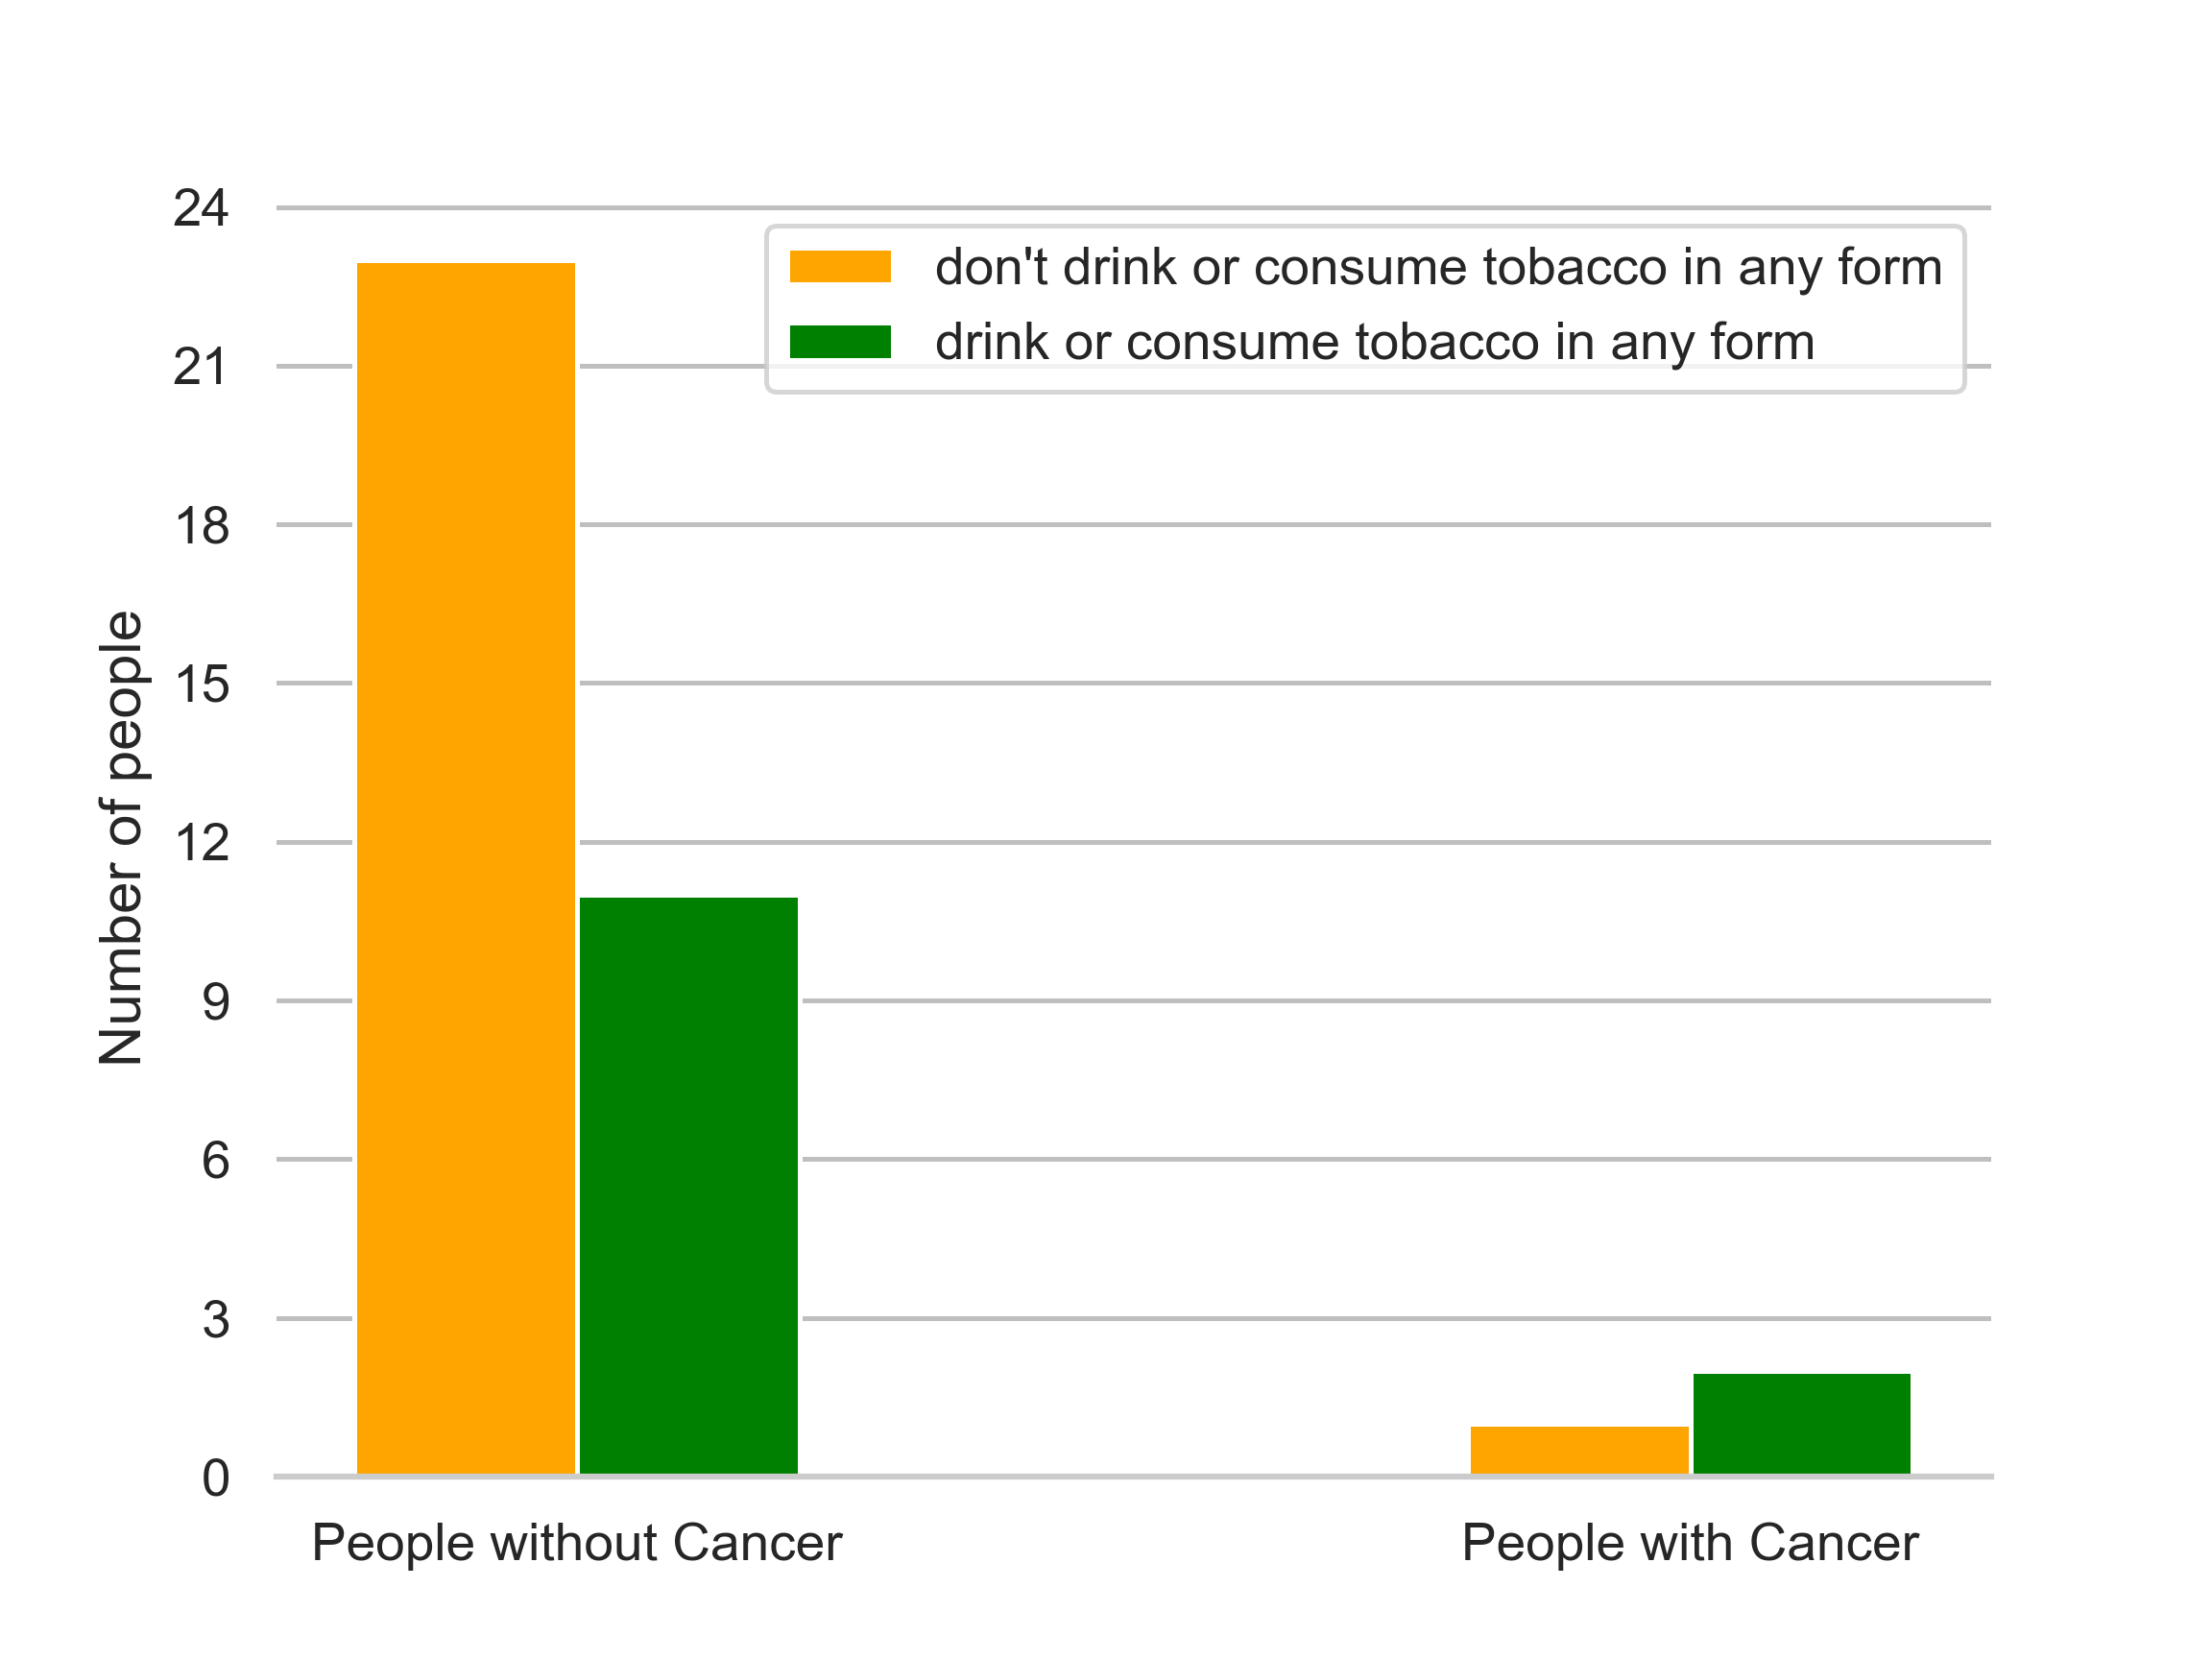 24
21
18
15
12
9
6
3
0
Number of people
don't drink or consume tobacco in any form
drink or consume tobacco in any form
People without Cancer
People with Cancer